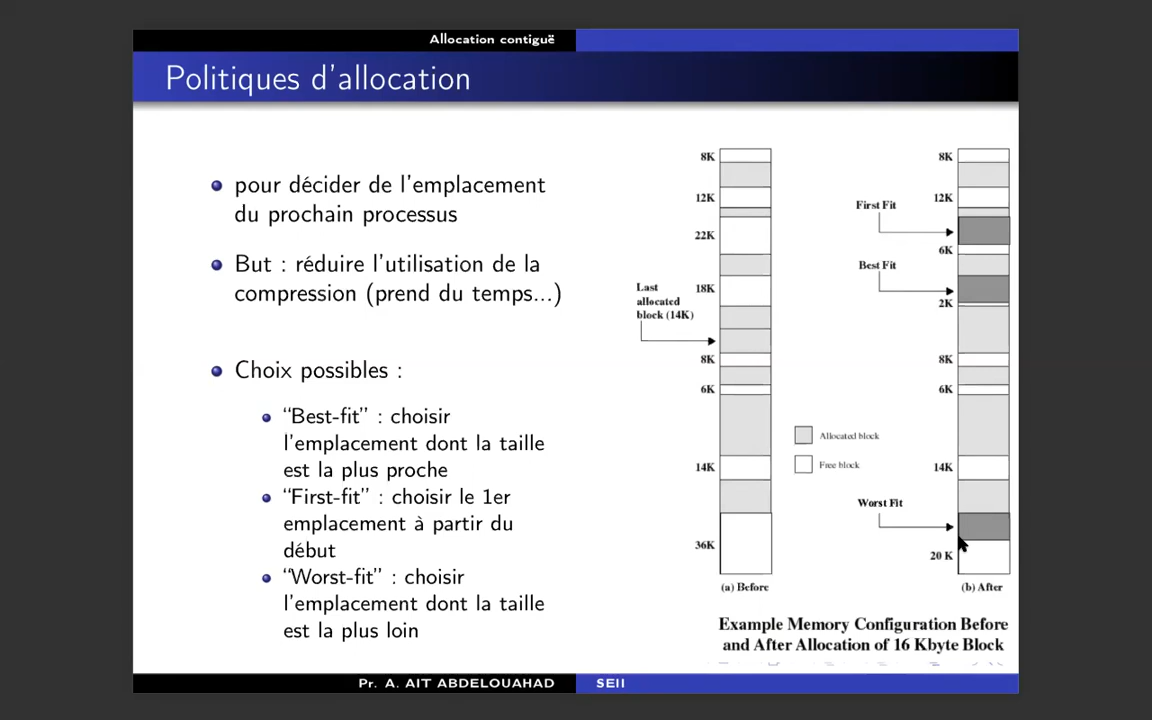 Allocation contiguë
Politiques d'allocation
pour décider de l'emplacement
du prochain processus
But : réduire l'utilisation de la
compression (prend du temps...)
Choix possibles :
“Best-fit” : choisir
l'emplacement dont la taille
est la plus proche
“First-fit” : choisir le 1er
emplacement à partir du
début
“Worst-fit” : choisir
l'emplacement dont la taille
est la plus loin
8K
12K
22K
Last
allocated
block (14K)
18K
8K
6K
14K
36K
(a) Before
Allocated block
Free block
8K
First Fit
12K
6K
Best Fit
2K
8K
6K
14K
Worst Fit
20 K
(b) After
Example Memory Configuration Before
and After Allocation of 16 Kbyte Block
Pr. A. AIT ABDELOUAHAD
SEII